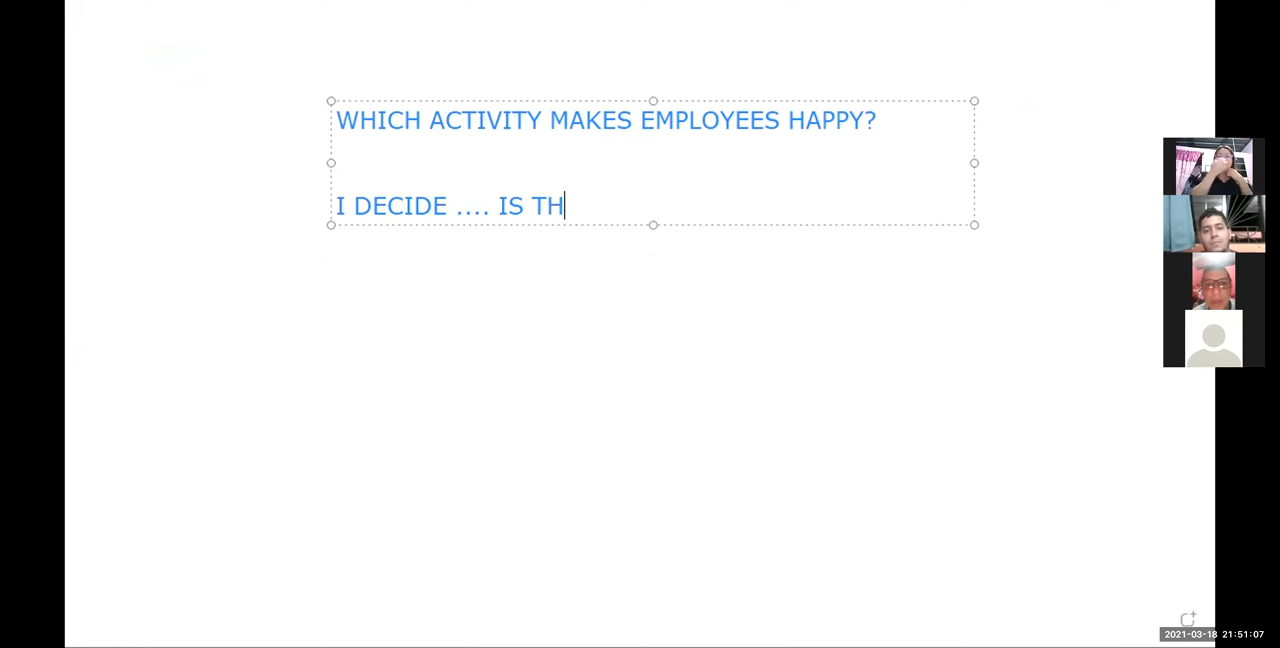 WHICH ACTIVITY MAKES EMPLOYEES HAPPY?
I DECIDE .... IS TH
2021-03-18 21:51:07